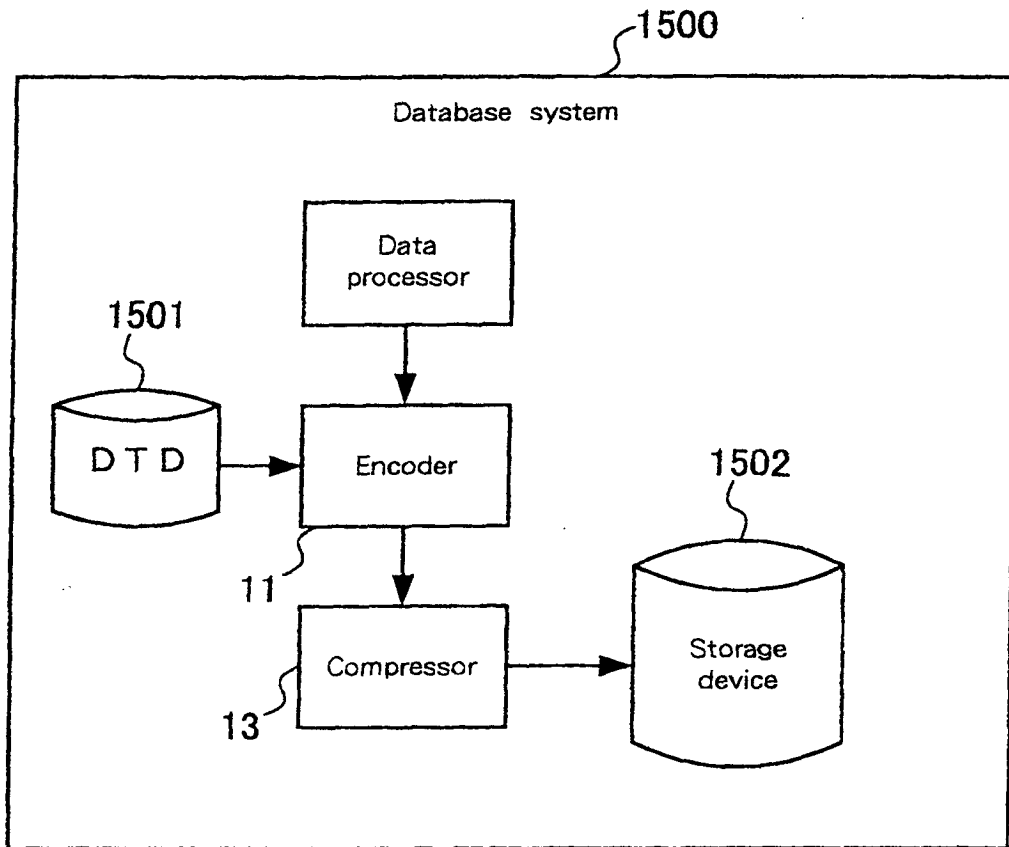 1500
Database system
Data
processor
1501
DTD
Encoder
1502
11
Storage
device
Compressor
13